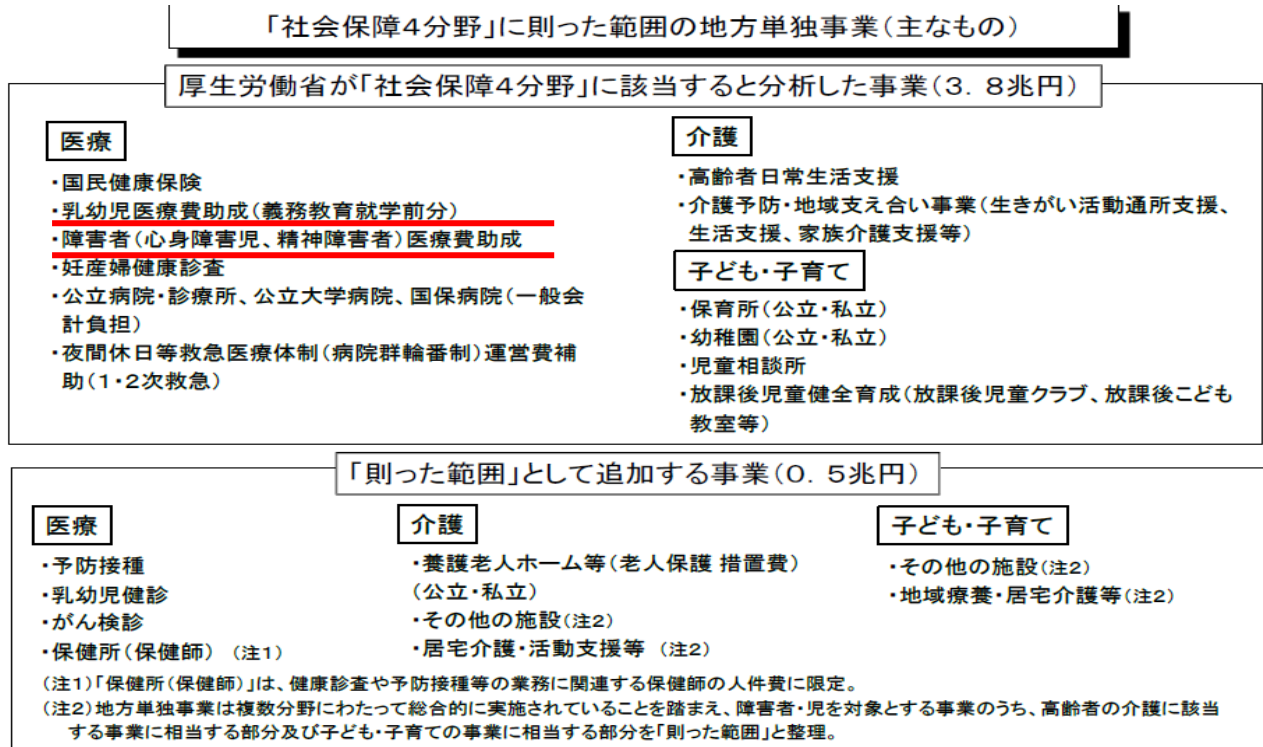 「社会保障４分野」に則った範囲の地方単独事業（主なもの）
厚生労働省が「社会保障４分野」に該当すると分析した事業（３．８兆円）
医療
・国民健康保険
・乳幼児医療費助成（義務教育就学前分）
・障害者（心身障害児、精神障害者）医療費助成
・妊産婦健康診査
・公立病院・診療所、公立大学病院、国保病院（一般会
計負担）
・夜間休日等救急医療体制（病院群輪番制）運営費補
助（１・２次救急）
介護
・高齢者日常生活支援
・介護予防・地域支え合い事業（生きがい活動通所支援、
生活支援、家族介護支援等）
子ども・子育て
・保育所（公立・私立）
・幼稚園（公立・私立）
・児童相談所
・放課後児童健全育成（放課後児童クラブ、放課後こども
教室等）
「則った範囲」として追加する事業（０．５兆円）
医療
・予防接種
・乳幼児健診
・がん検診
・保健所（保健師）（注１）
介護
・養護老人ホーム等（老人保護 措置費）
（公立・私立）
・その他の施設（注２）
・居宅介護・活動支援等（注２）
子ども・子育て
・その他の施設（注２）
・地域療養・居宅介護等（注２）
（注１）「保健所（保健師）」は、健康診査や予防接種等の業務に関連する保健師の人件費に限定。
（注２）地方単独事業は複数分野にわたって総合的に実施されていることを踏まえ、障害者・児を対象とする事業のうち、高齢者の介護に該当
する事業に相当する部分及び子ども・子育ての事業に相当する部分を「則った範囲」と整理。